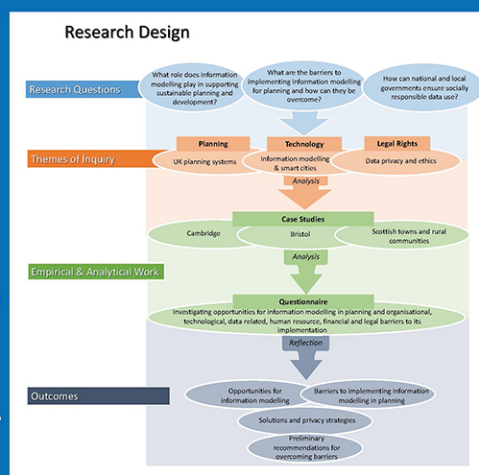 Research Design
Research Questions
What role does information
modelling play in supporting
sustainable planning and
development?
What are the barriers to
implementing information modelling
for planning and how can they be
overcome?
How can national and local
governments ensure socially
responsible data use?
Themes of Inquiry
Planning
UK planning systems
Technology
Information modelling
& smart cities
Legal Rights
Data privacy and ethics
Analysis
Case Studies
Cambridge
Bristol
Scottish towns and rural
communities
Empirical & Analytical Work
Analysis
Questionnaire
Investigating opportunities for information modelling in planning and organisational,
technological, data related, human resource, financial and legal barriers to its
implementation
Reflection
Outcomes
Opportunities for
information modelling
Barriers to implementing information
modelling in planning
Solutions and privacy strategies
Preliminary
recommendations for
overcoming barriers